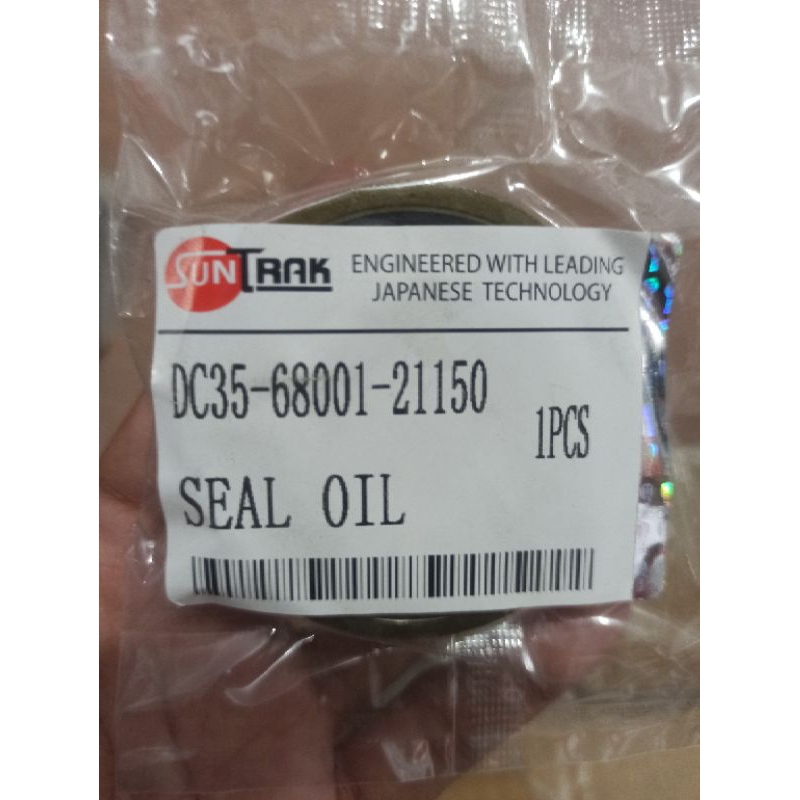 SUNTRAK
ENGINEERED WITH LEADING
JAPANESE TECHNOLOGY
DC35-68001-21150
1PCS
SEAL OIL